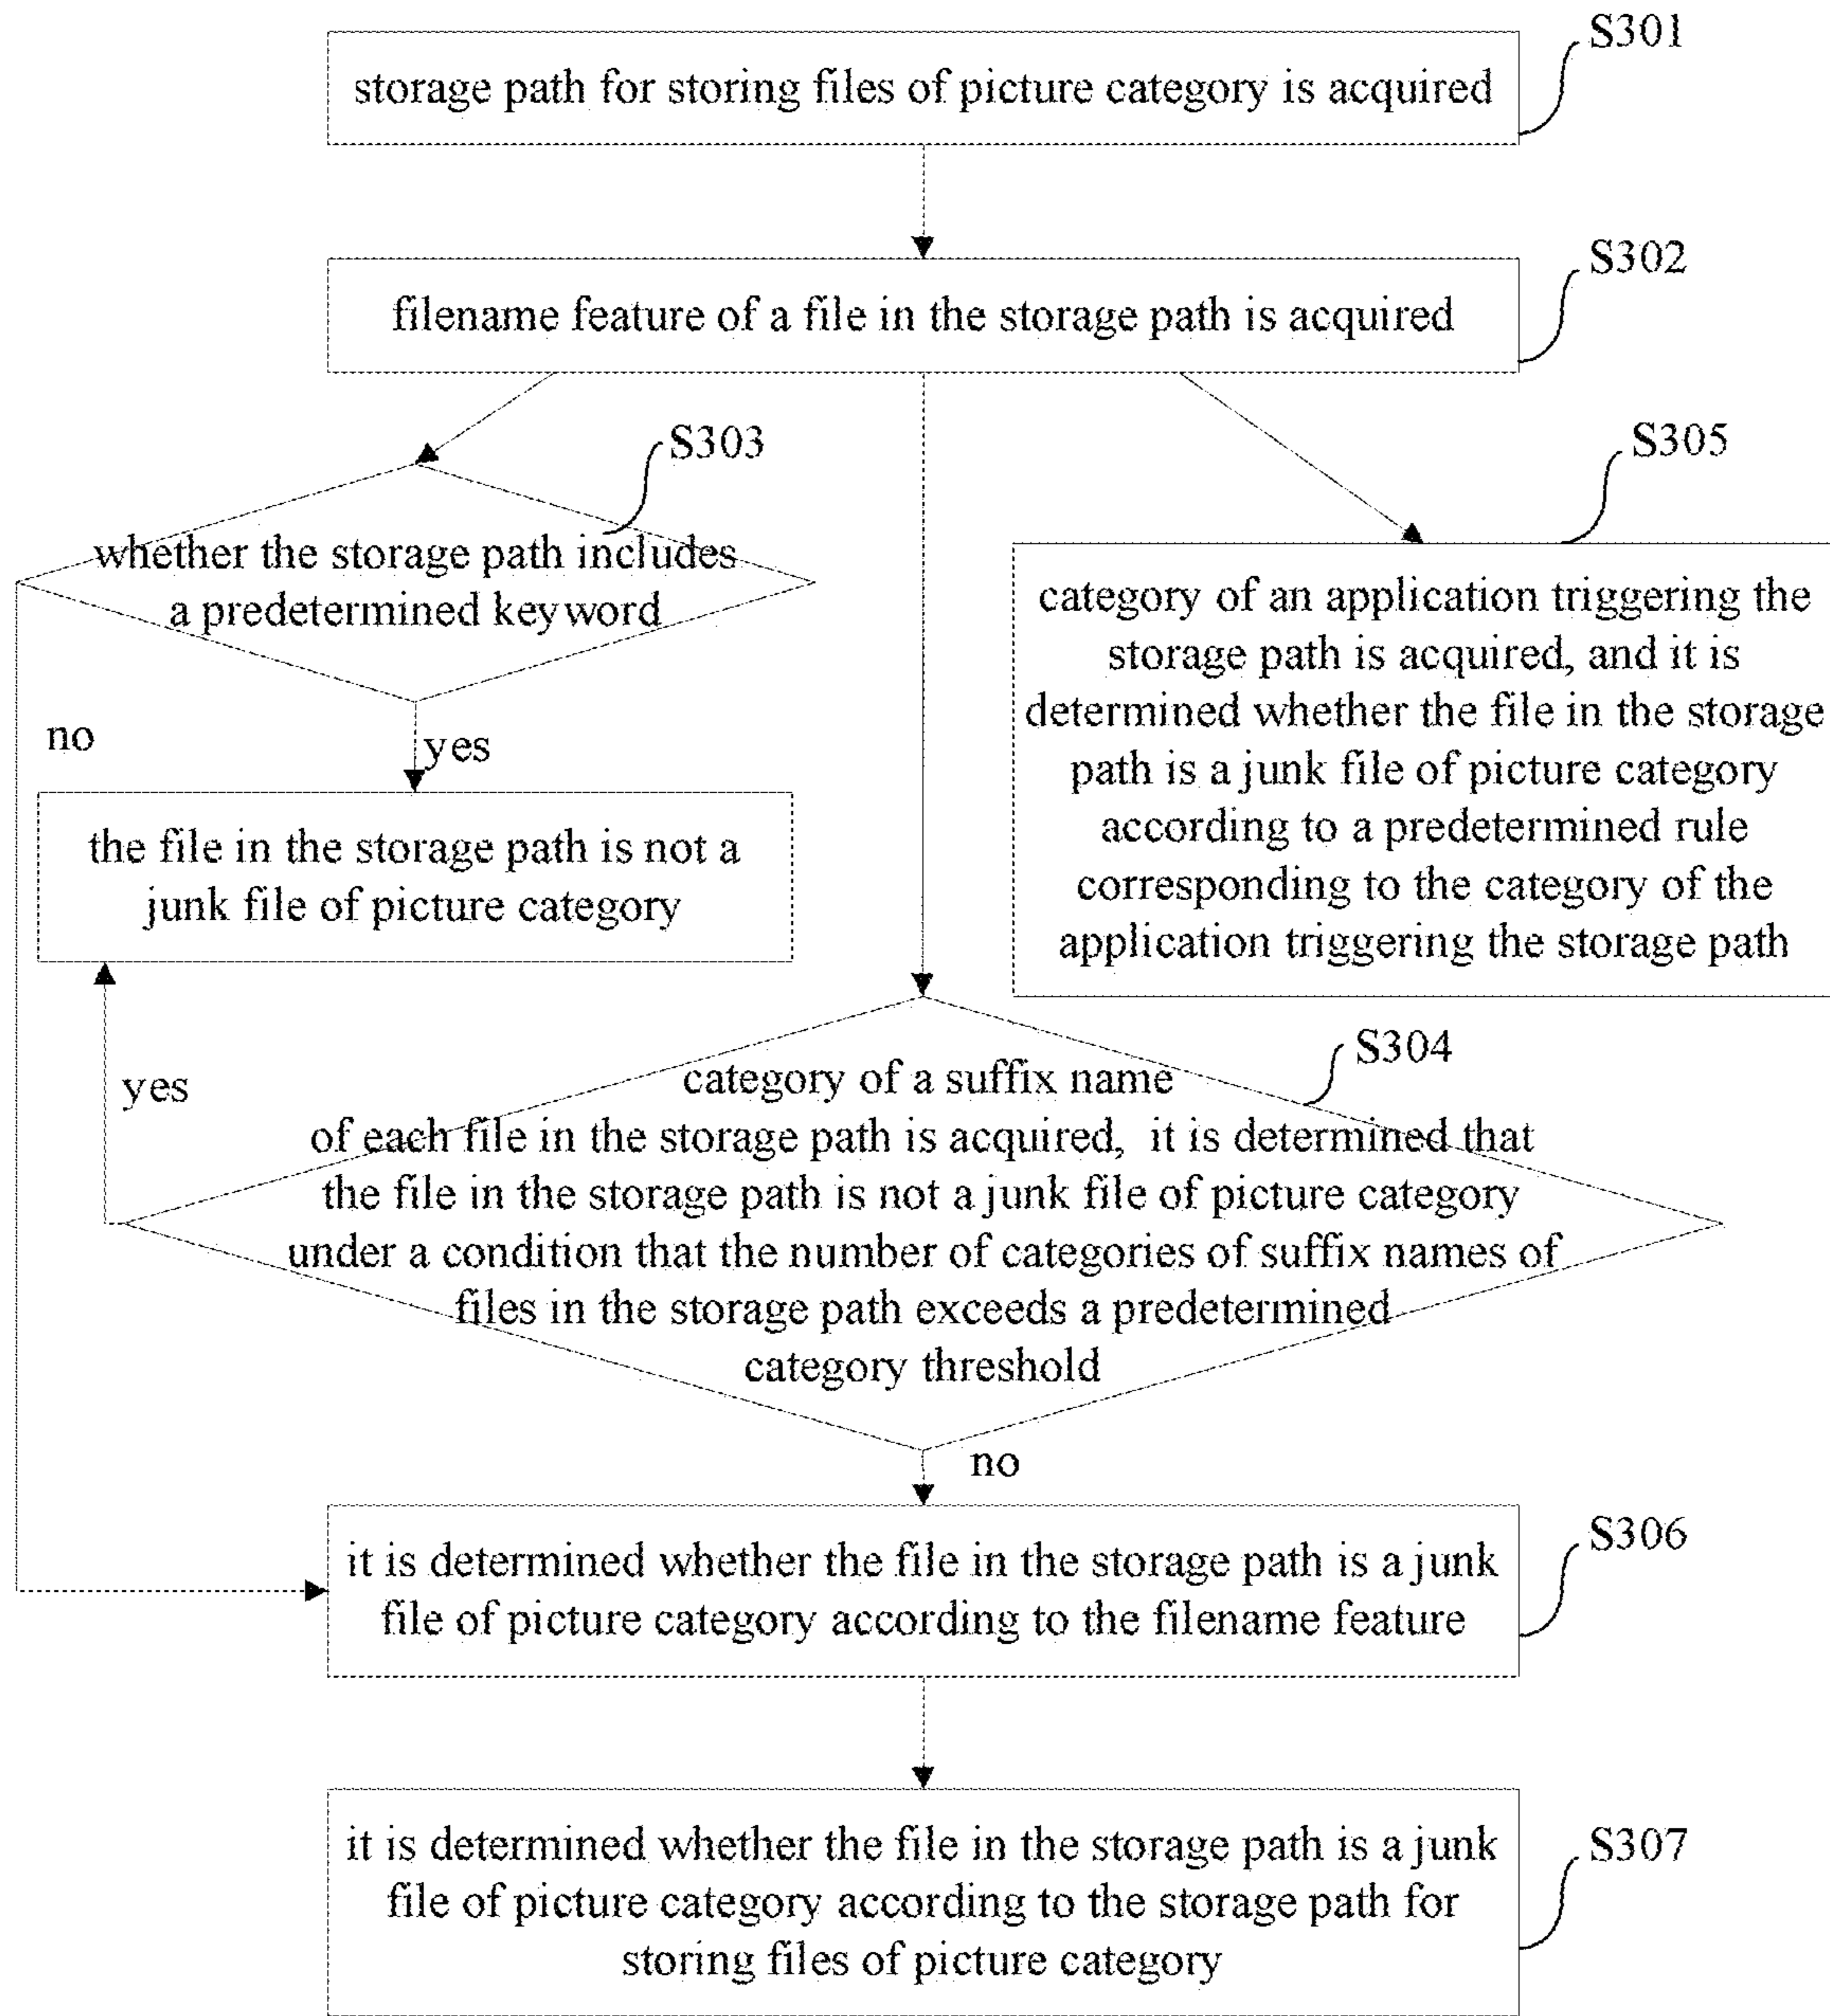 S301
storage path for storing files of picture category is acquired
S302
filename feature of a file in the storage path is acquired
S303
whether the storage path includes
a predetermined keyword
S305
category of an application triggering the
storage path is acquired, and it is
determined whether the file in the storage
path is a junk file of picture category
according to a predetermined rule
corresponding to the category of the
application triggering the storage path
no
yes
the file in the storage path is not a
junk file of picture category
yes
S304
category of a suffix name
of each file in the storage path is acquired, it is determined that
the file in the storage path is not a junk file of picture category
under a condition that the number of categories of suffix names of
files in the storage path exceeds a predetermined
category threshold
no
S306
it is determined whether the file in the storage path is a junk
file of picture category according to the filename feature
S307
it is determined whether the file in the storage path is a junk
file of picture category according to the storage path for
storing files of picture category